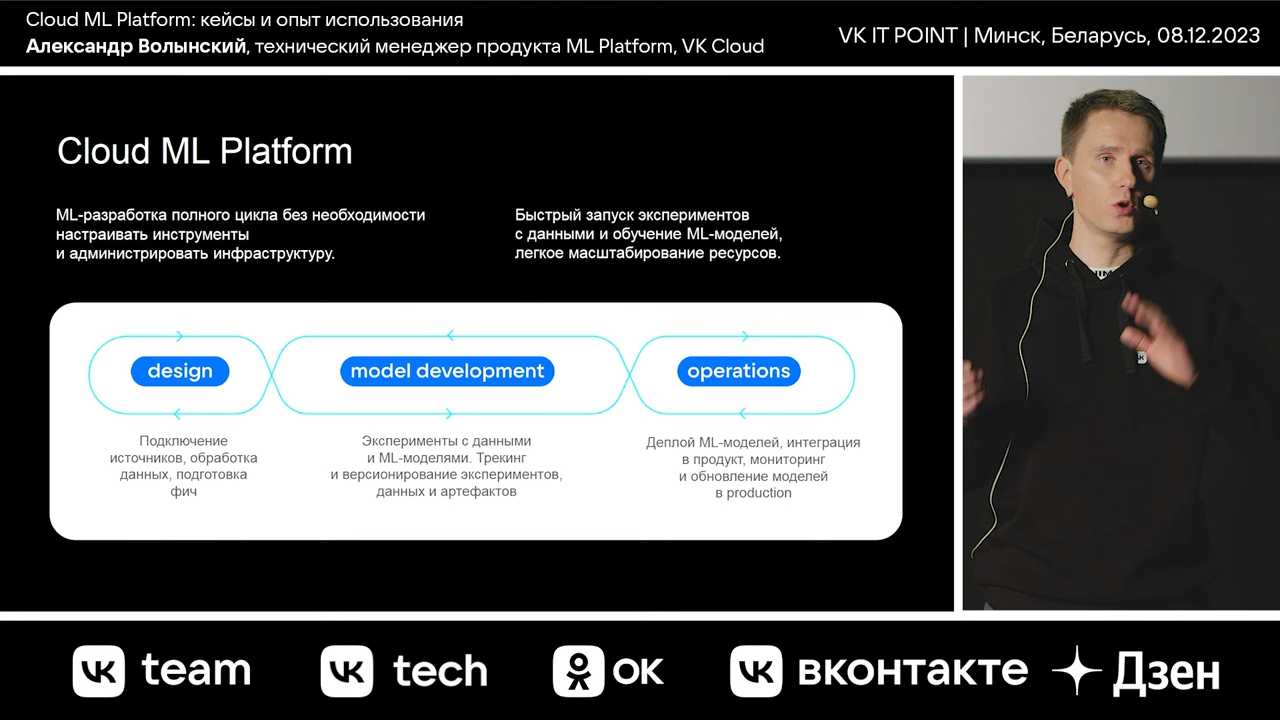 Cloud ML Platform: кейсы и опыт использования
Александр Волынский, технический менеджер продукта ML Platform, VK Cloud
VK IT POINT | Минск, Беларусь, 08.12.2023
Cloud ML Platform
ML-разработка полного цикла без необходимости
настраивать инструменты
и администрировать инфраструктуру.
Быстрый запуск экспериментов
с данными и обучение ML-моделей,
легкое масштабирование ресурсов.
design
model development
operations
Подключение
источников, обработка
данных, подготовка
фич
Эксперименты с данными
и ML-моделями. Трекинг
и версионирование экспериментов,
данных и артефактов
Деплой ML-моделей, интеграция
в продукт, мониторинг
и обновление моделей
в production
VK team
VK tech
ОК
VK ВКОНТАКТЕ
Дзен